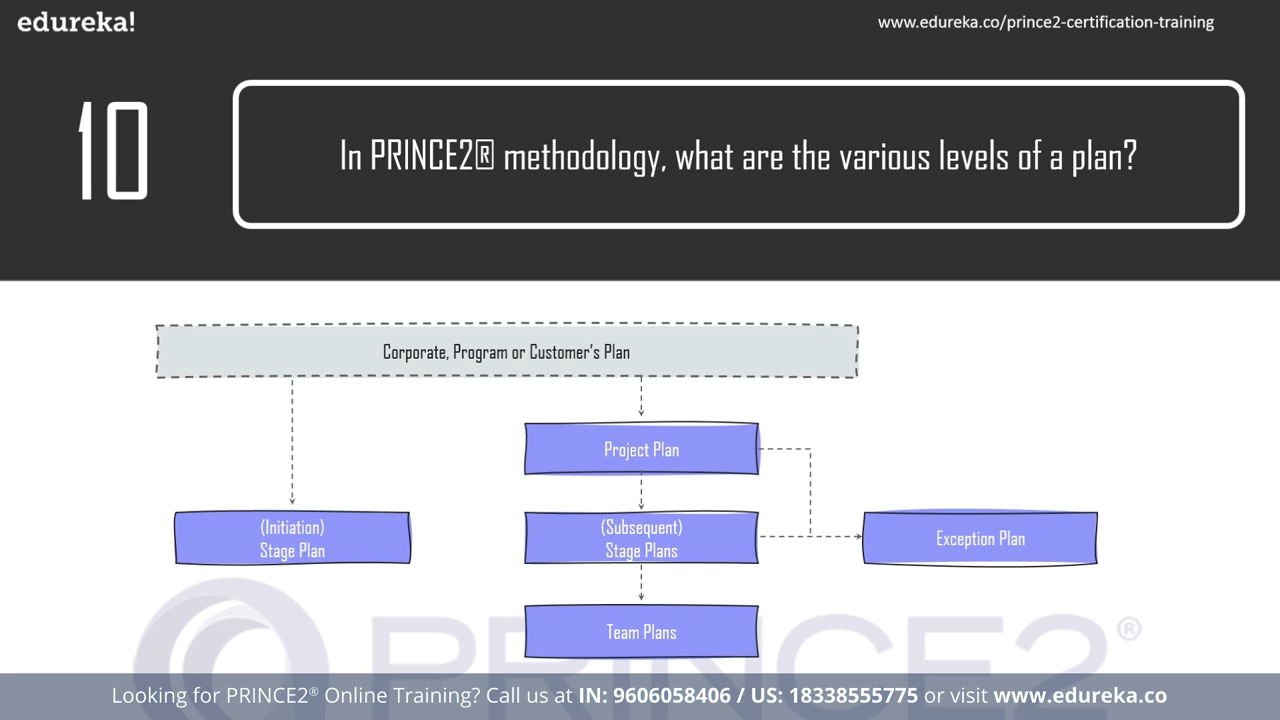 edureka!
www.edureka.co/prince2-certification-training
10
In PRINCE2® methodology, what are the various levels of a plan?
Corporate, Program or Customer's Plan
Project Plan
(Initiation)
Stage Plan
(Subsequent)
Stage Plans
Exception Plan
Team Plans
PRINCE2®
Looking for PRINCE2® Online Training? Call us at IN: 9606058406 / US: 18338555775 or visit www.edureka.co